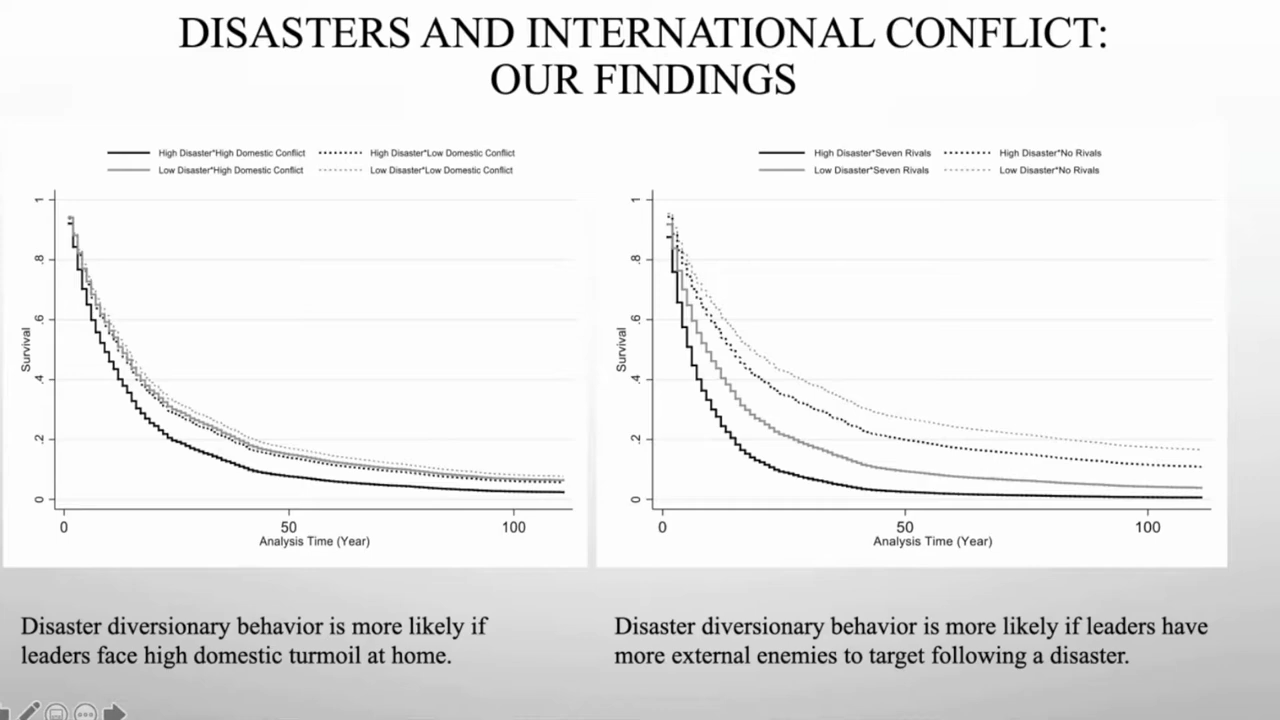 DISASTERS AND INTERNATIONAL CONFLICT:
OUR FINDINGS
High Disaster*High Domestic Conflict
High Disaster*Low Domestic Conflict
Low Disaster*High Domestic Conflict
Low Disaster*Low Domestic Conflict
1
.8
.6
.4
.2
0
Survival
0
50
100
Analysis Time (Year)
High Disaster*Seven Rivals
High Disaster*No Rivals
Low Disaster*Seven Rivals
Low Disaster*No Rivals
1
.8
.6
.4
.2
0
Survival
0
50
100
Analysis Time (Year)
Disaster diversionary behavior is more likely if
leaders face high domestic turmoil at home.
Disaster diversionary behavior is more likely if leaders have
more external enemies to target following a disaster.